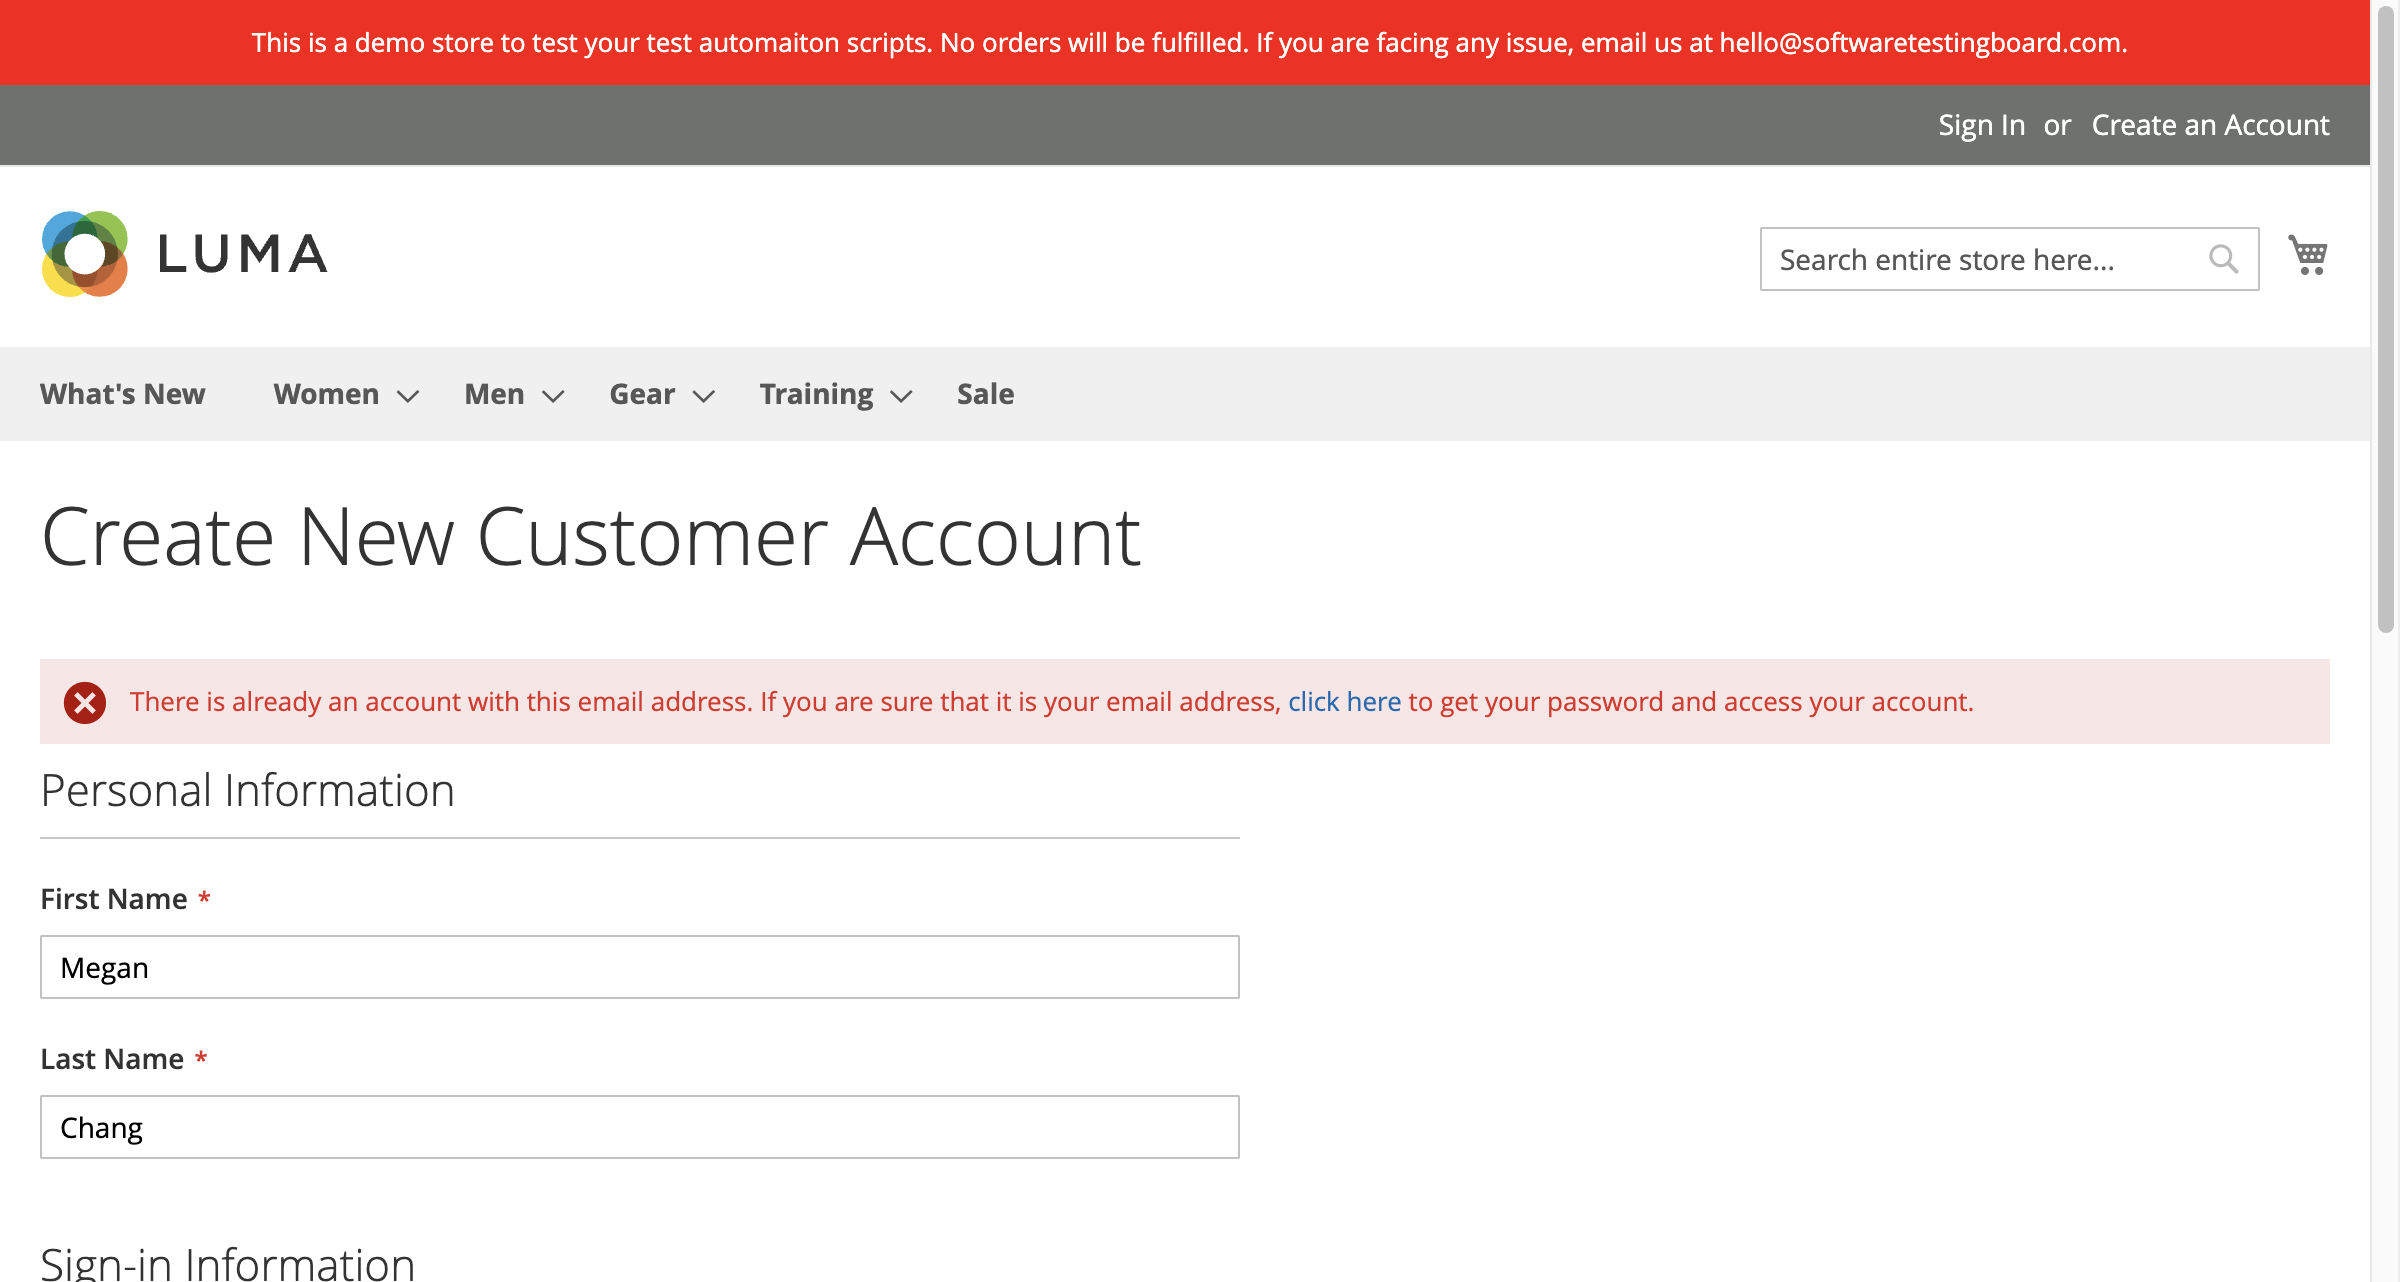 This is a demo store to test your test automaiton scripts. No orders will be fulfilled. If you are facing any issue, email us at hello@softwaretestingboard.com.
Sign In or Create an Account
LUMA
Search entire store here...
What's New Women Men Gear Training Sale
Create New Customer Account
There is already an account with this email address. If you are sure that it is your email address, click here to get your password and access your account.
Personal Information
First Name *
Megan
Last Name *
Chang
Sign-in Information